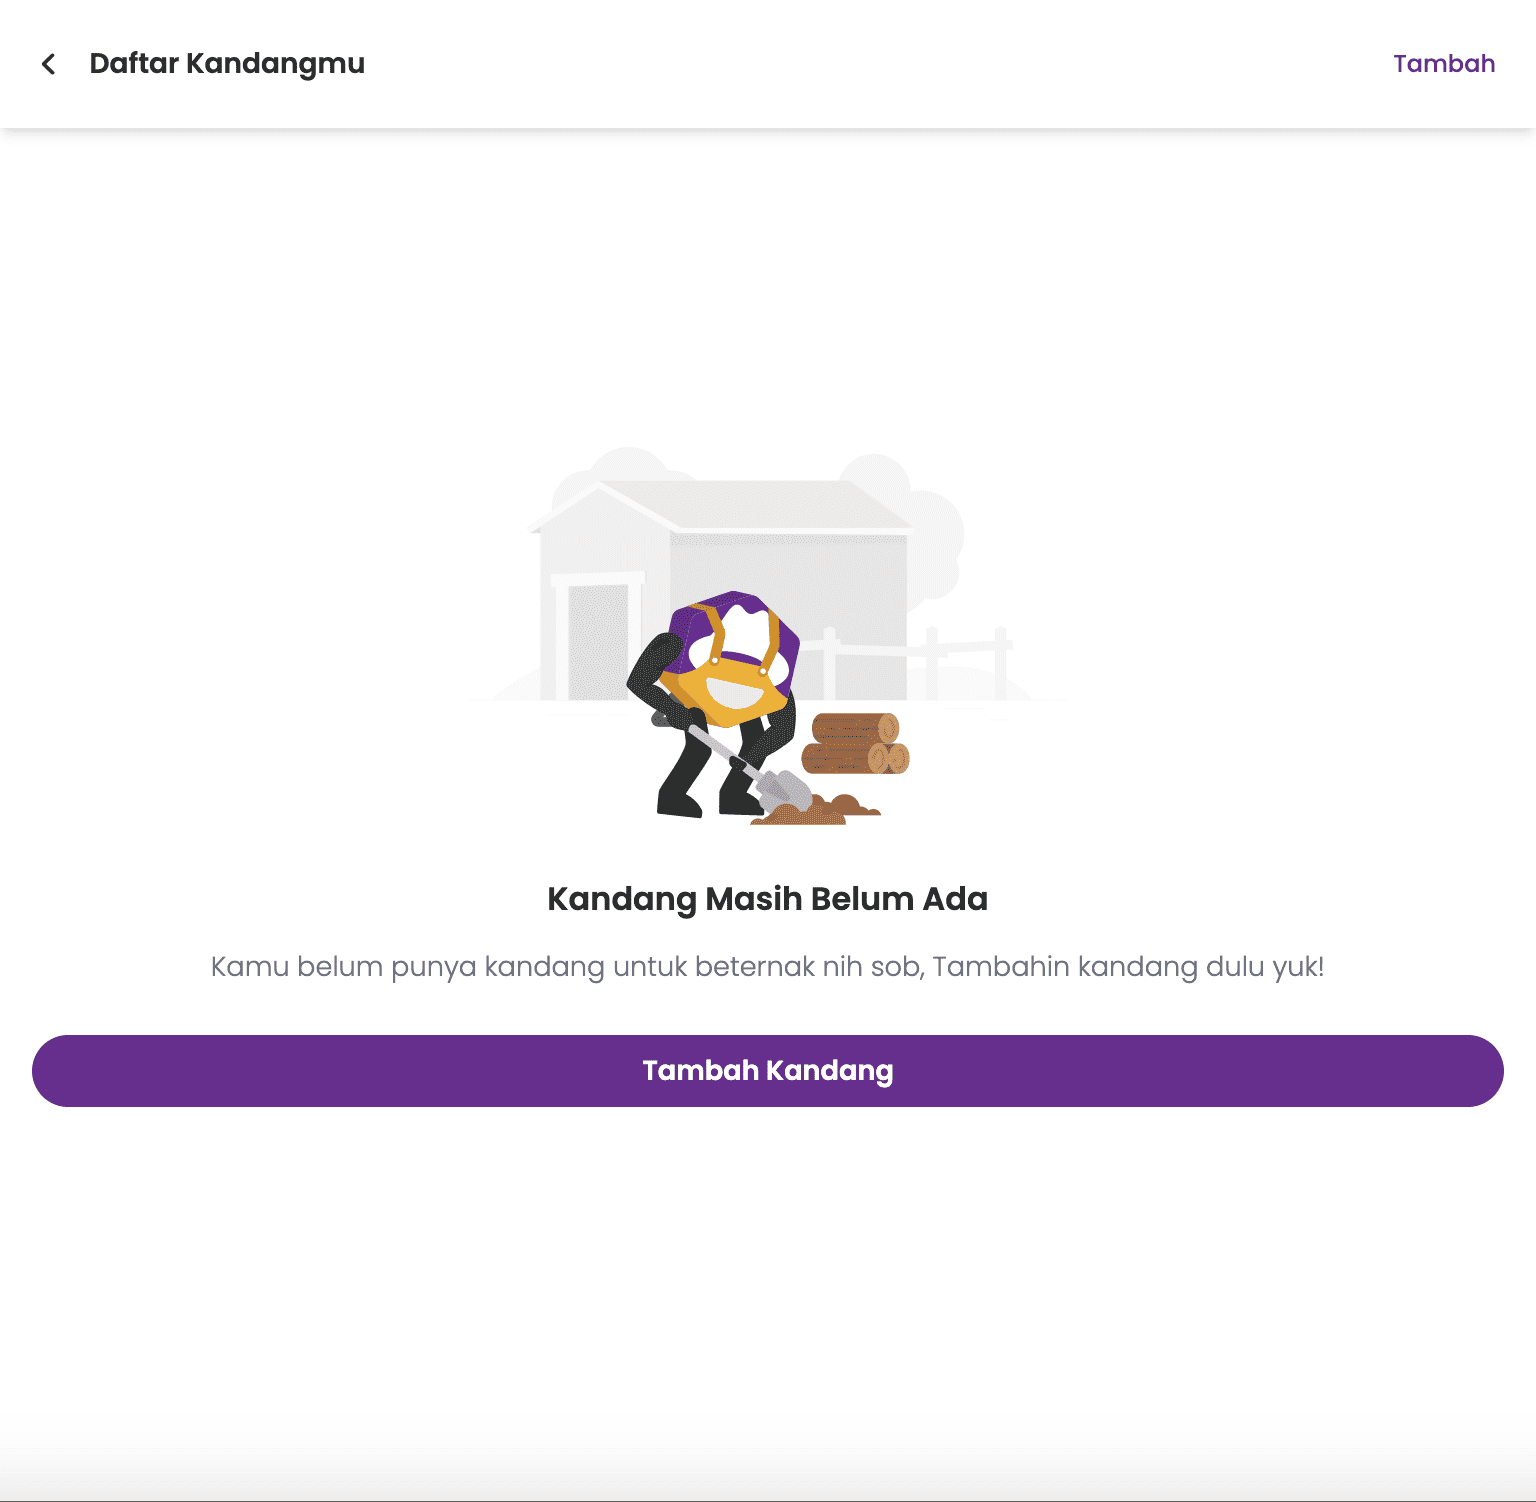 Daftar Kandangmu
Tambah
Kandang Masih Belum Ada
Kamu belum punya kandang untuk beternak nih sob, Tambahin kandang dulu yuk!
Tambah Kandang